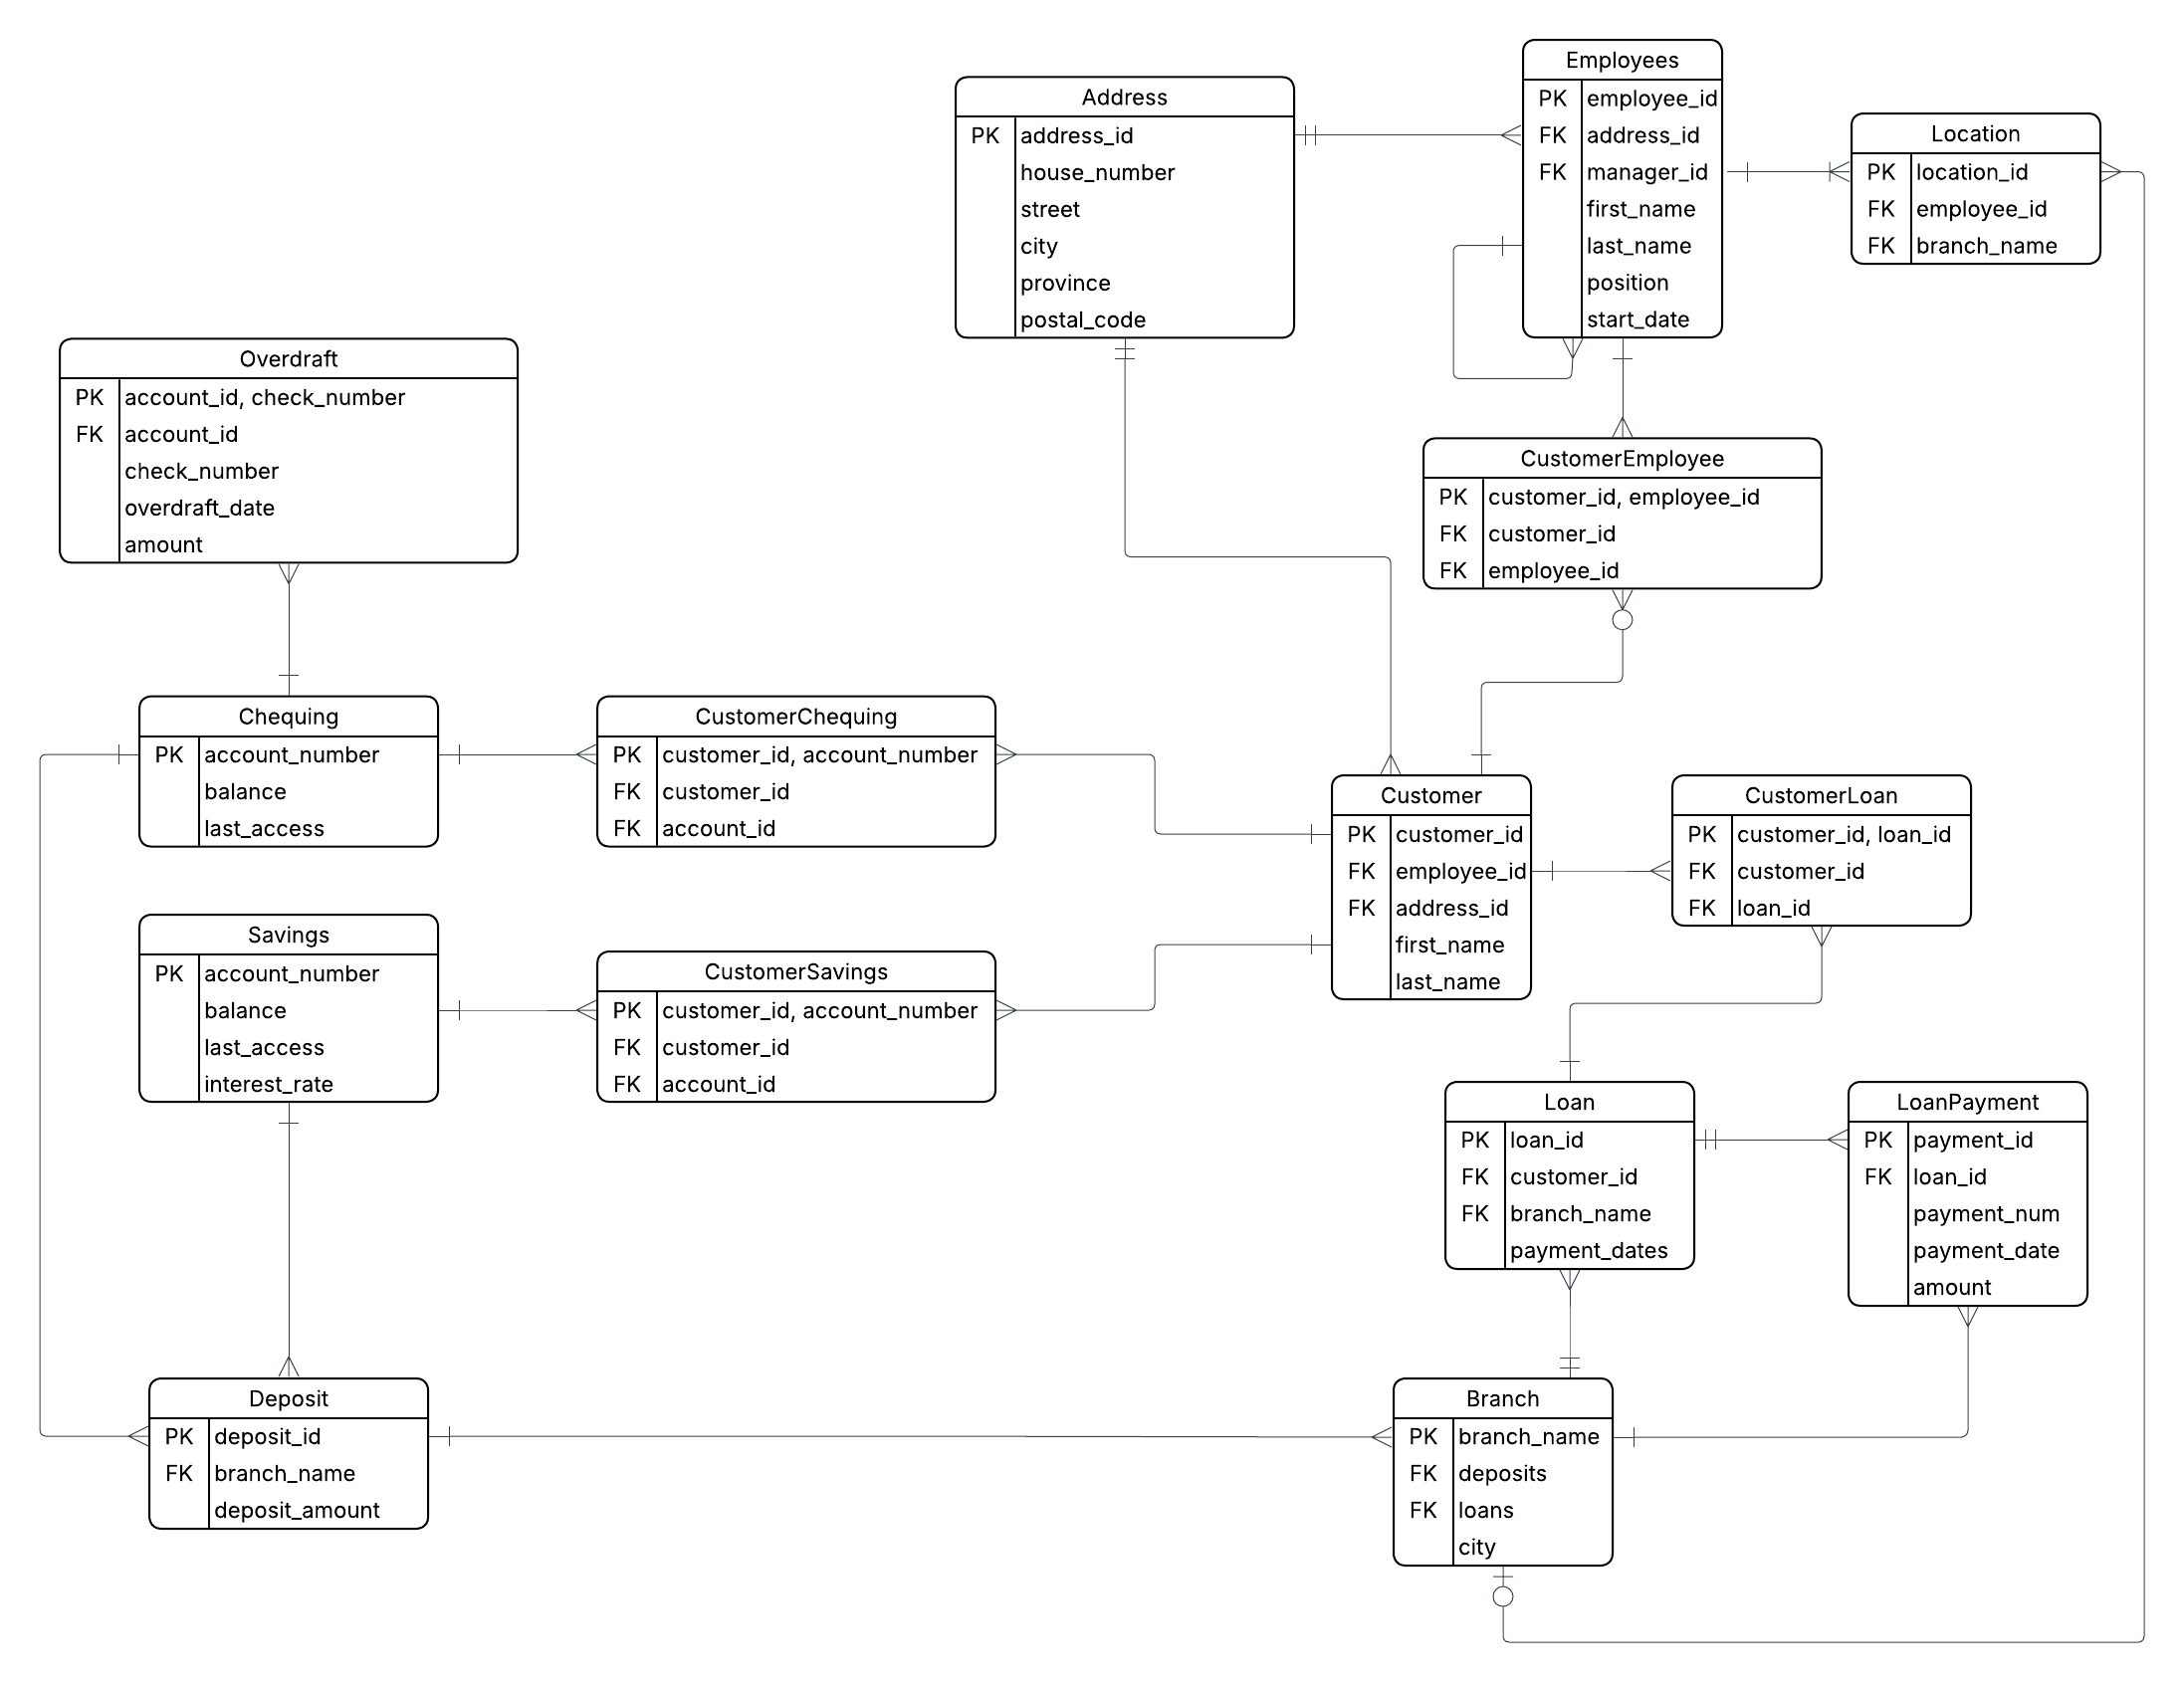 Employees
PK employee_id
FK address_id
FK manager_id
first_name
last_name
position
start_date
Address
PK address_id
house_number
street
city
province
postal_code
Location
PK location_id
FK employee_id
FK branch_name
Overdraft
PK account_id, check_number
FK account_id
check_number
overdraft_date
amount
CustomerEmployee
PK customer_id, employee_id
FK customer_id
FK employee_id
Chequing
PK account_number
balance
last_access
CustomerChequing
PK customer_id, account_number
FK customer_id
FK account_id
Customer
PK customer_id
FK employee_id
FK address_id
first_name
last_name
CustomerLoan
PK customer_id, loan_id
FK customer_id
FK loan_id
Savings
PK account_number
balance
last_access
interest_rate
CustomerSavings
PK customer_id, account_number
FK customer_id
FK account_id
Loan
PK loan_id
FK customer_id
FK branch_name
payment_dates
LoanPayment
PK payment_id
FK loan_id
payment_num
payment_date
amount
Deposit
PK deposit_id
FK branch_name
deposit_amount
Branch
PK branch_name
FK deposits
FK loans
city